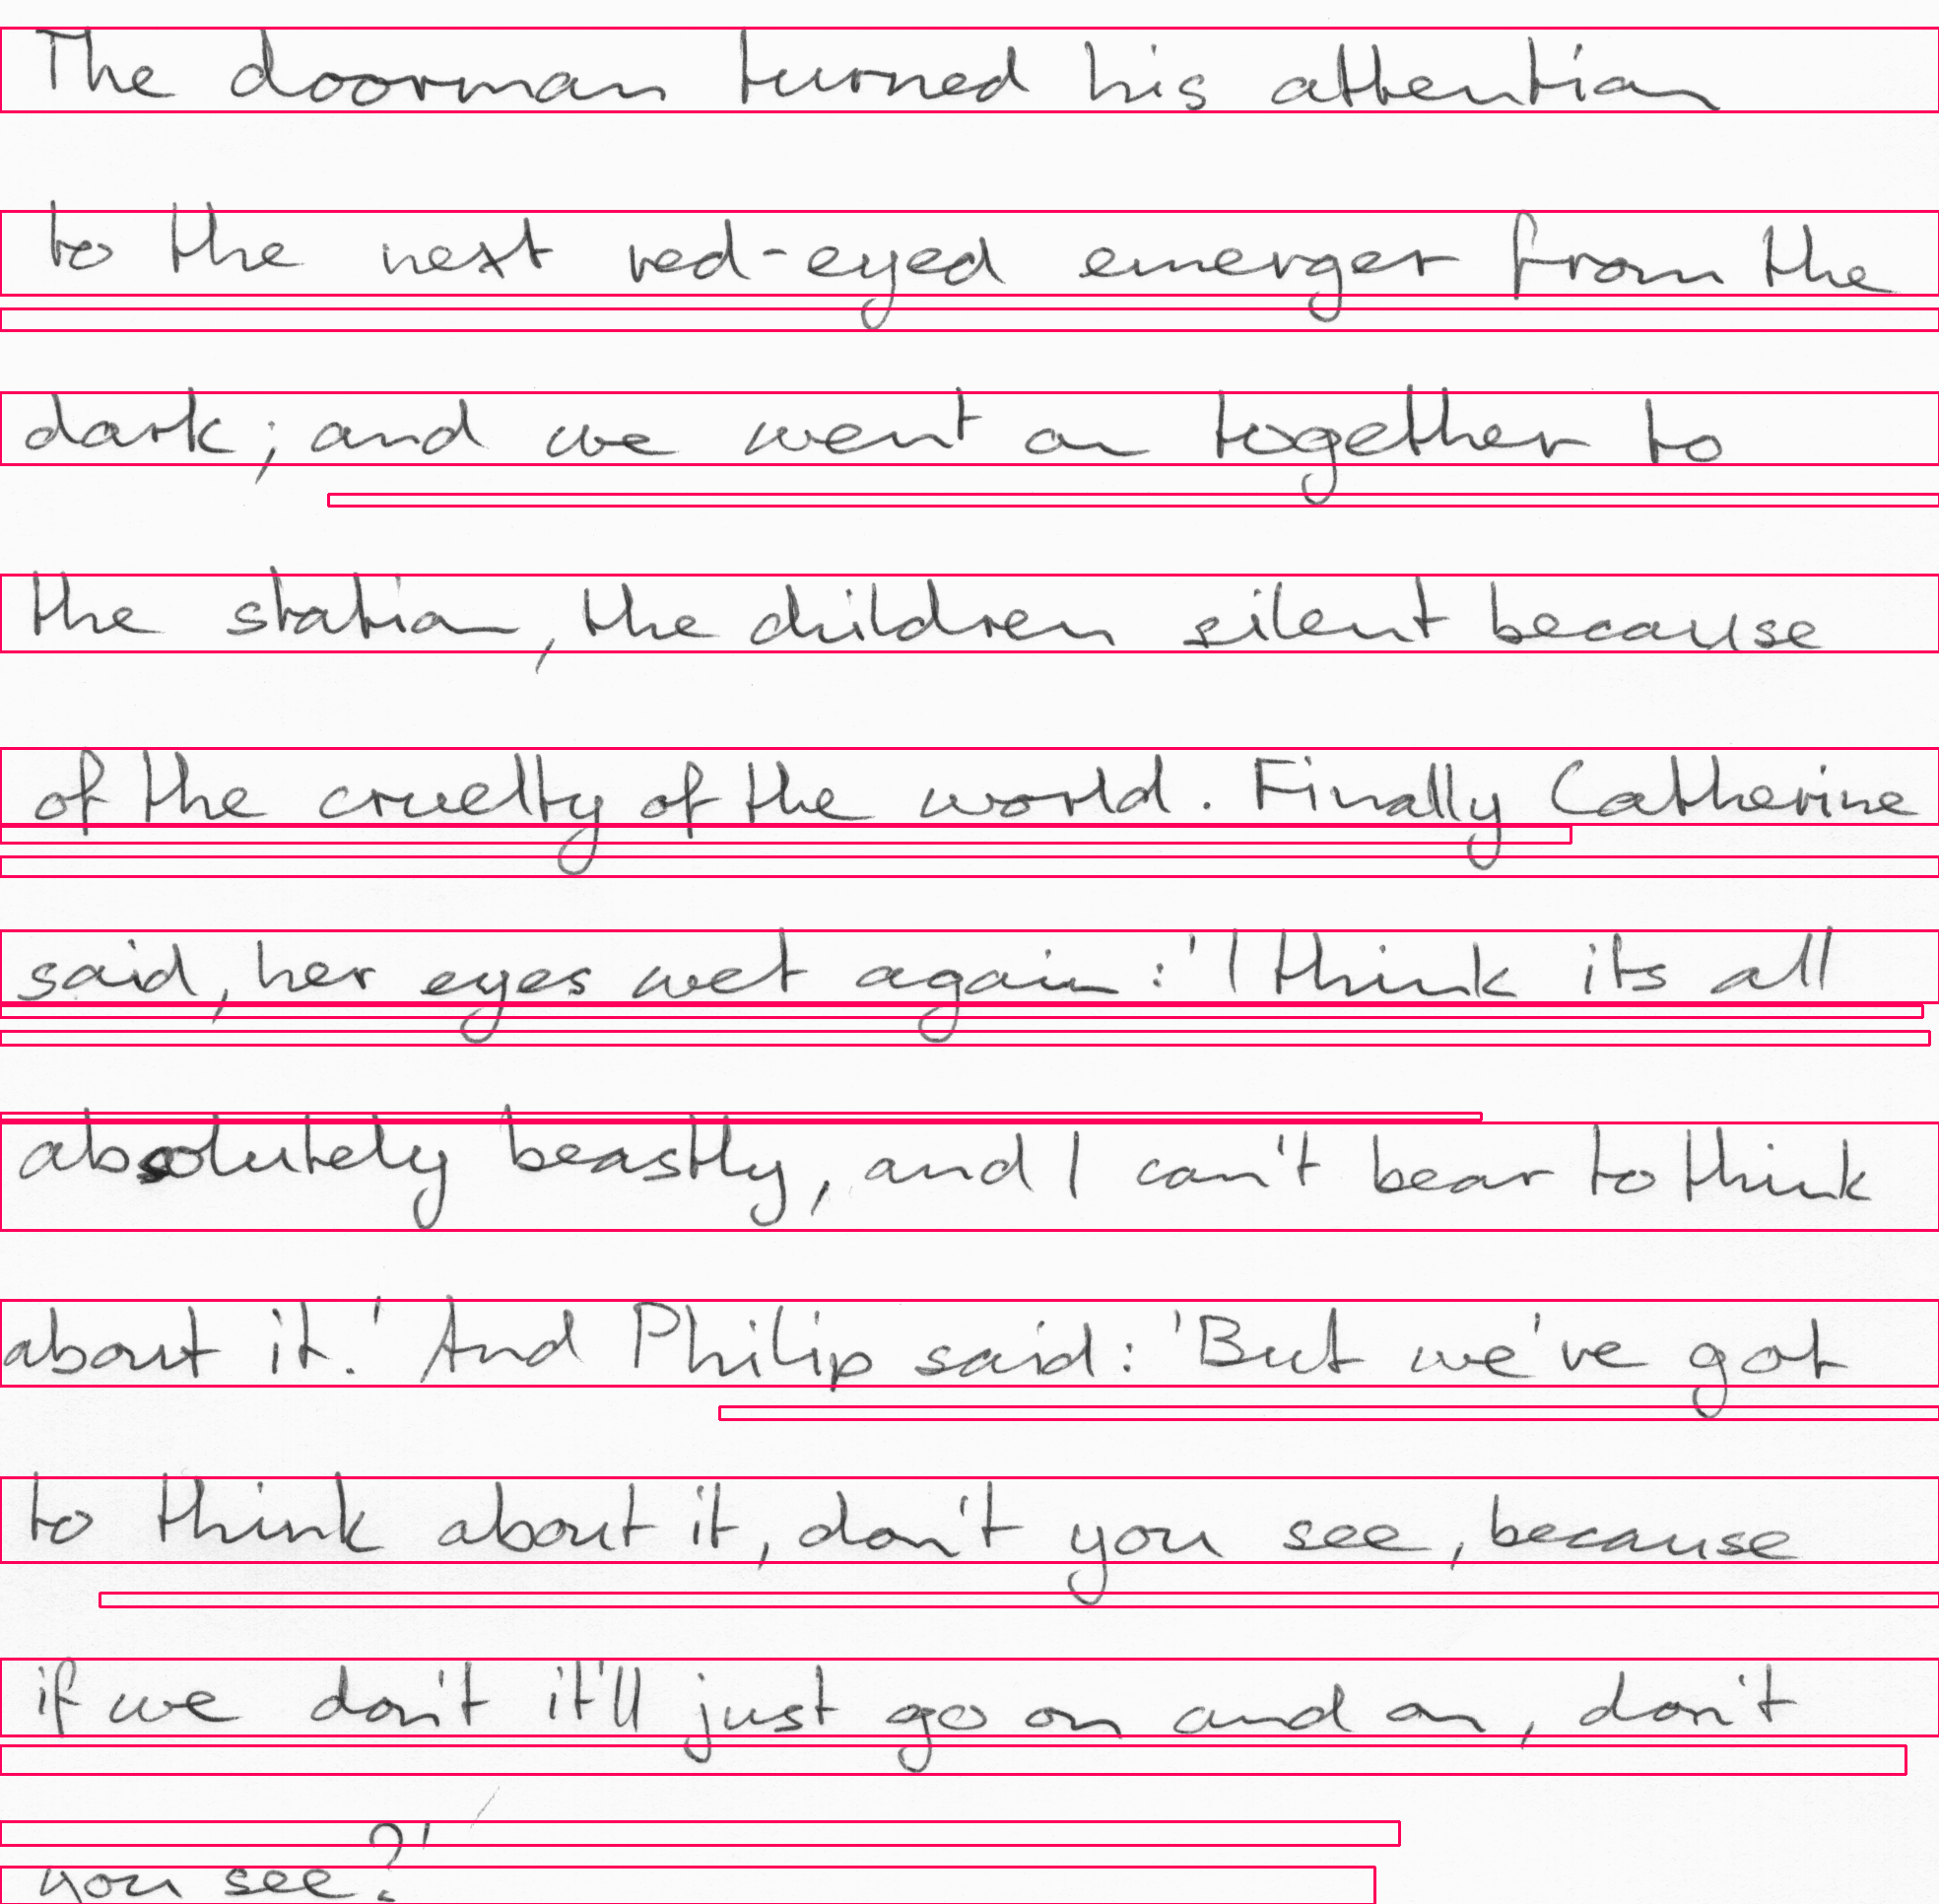 The doorman turned his attention
to the next red-eyed emerger from the
dark; and we went on together to
the station, the children silent because
of the cruelty of the world. Finally Catherine
said, her eyes wet again: 'I think its all
absolutely beastly, and I can't bear to think
about it.' And Philip said: 'But we've got
to think about it, don't you see, because
if we don't it'll just go on and on, don't
you see?'